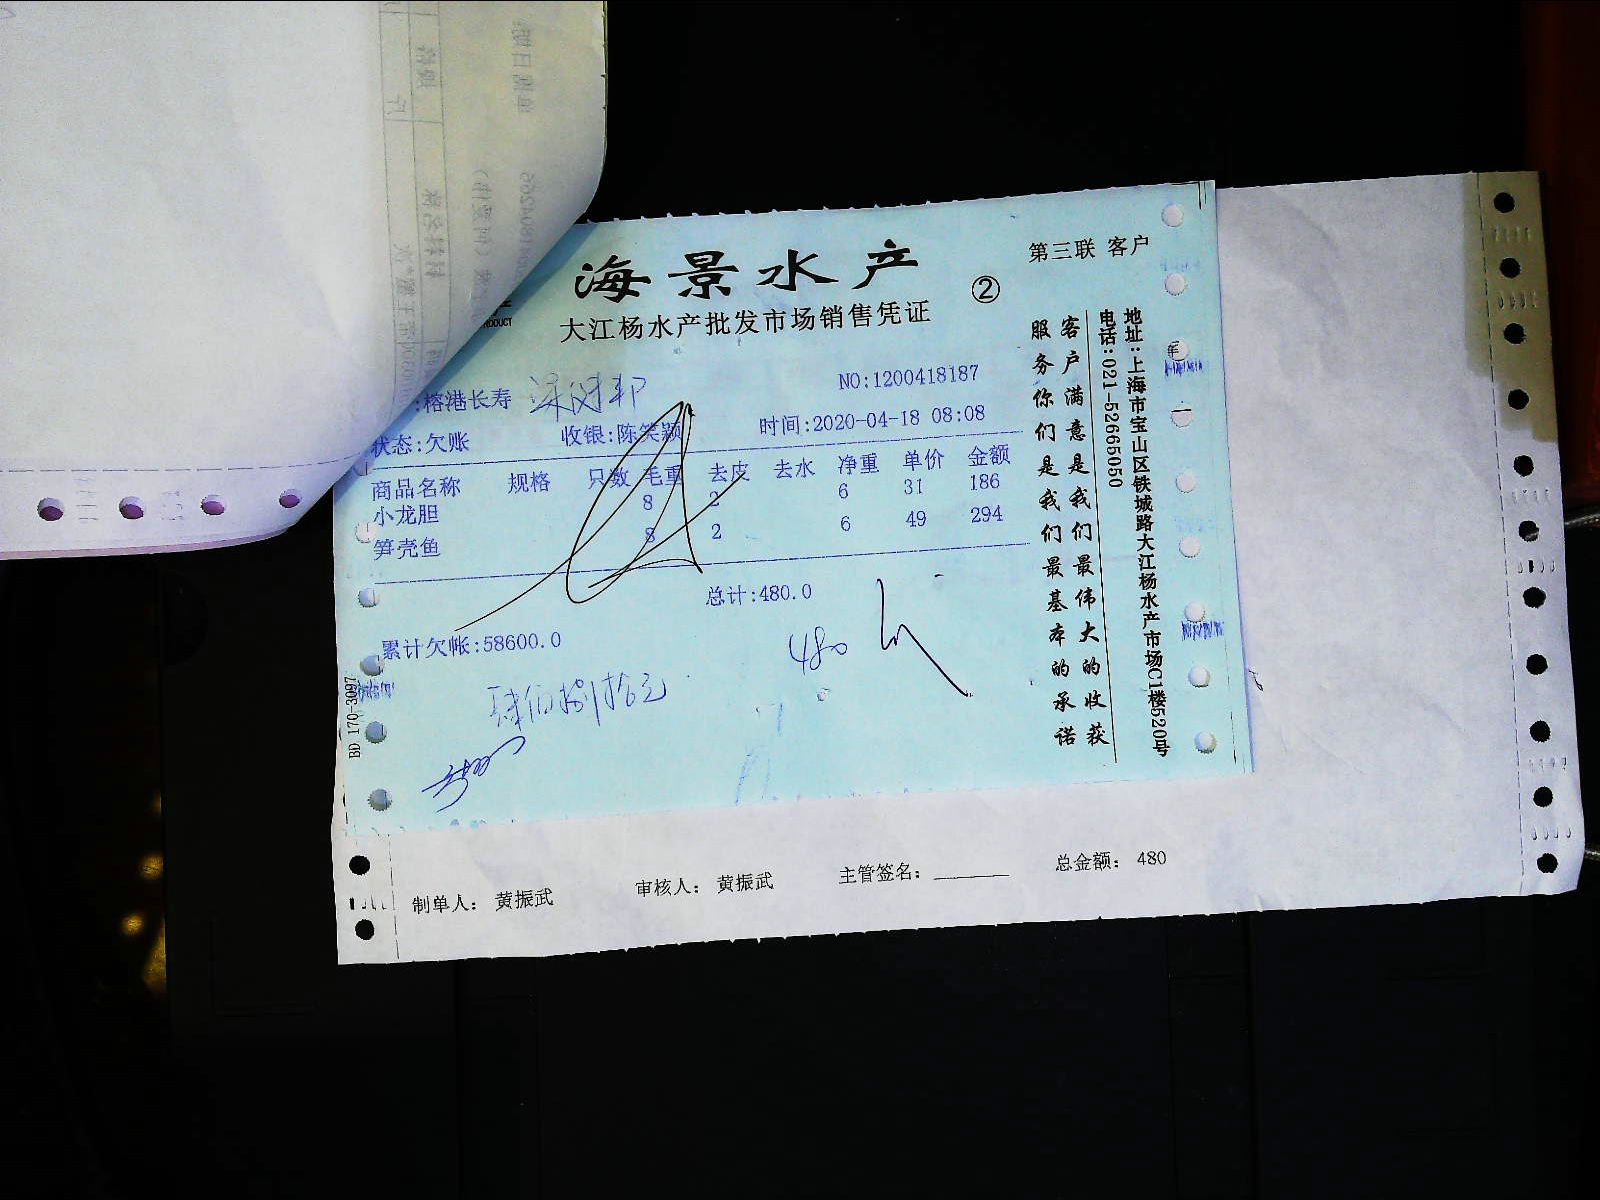 海景水产
②
第三联 客户
大江杨水产批发市场销售凭证
ODUCT
NO:1200418187
:榕港长寿
状态:欠账 收银:陈笑颖 时间:2020-04-18 08:08
商品名称 规格 只数 毛重 去皮 去水 净重 单价 金额
小龙胆 8 2 6 31 186
笋壳鱼 8 2 6 49 294
总计:480.0
累计欠帐:58600.0
480
肆佰捌拾元
BD 170-3097
客户满意是我们最伟大的收获
服务你们是我们最基本的承诺
地址:上海市宝山区铁城路大江杨水产市场C1楼520号
电话:021-52665050
制单人: 黄振武 审核人: 黄振武 主管签名: 总金额: 480